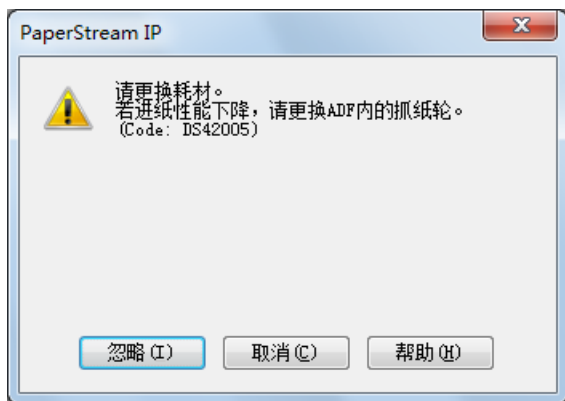 PaperStream IP
请更换耗材。
若进纸性能下降，请更换ADF内的抓纸轮。
(Code: DS42005)
忽略(I) 取消(C) 帮助(H)